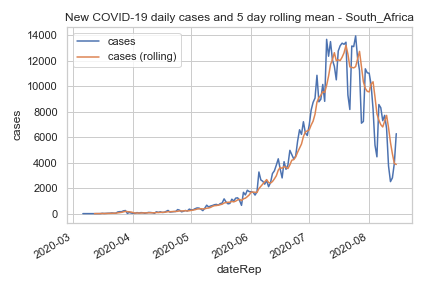 New COVID-19 daily cases and 5 day rolling mean - South_Africa
cases
cases (rolling)
14000
12000
10000
8000
6000
4000
2000
0
cases
2020-03
2020-04
2020-05
2020-06
2020-07
2020-08
dateRep